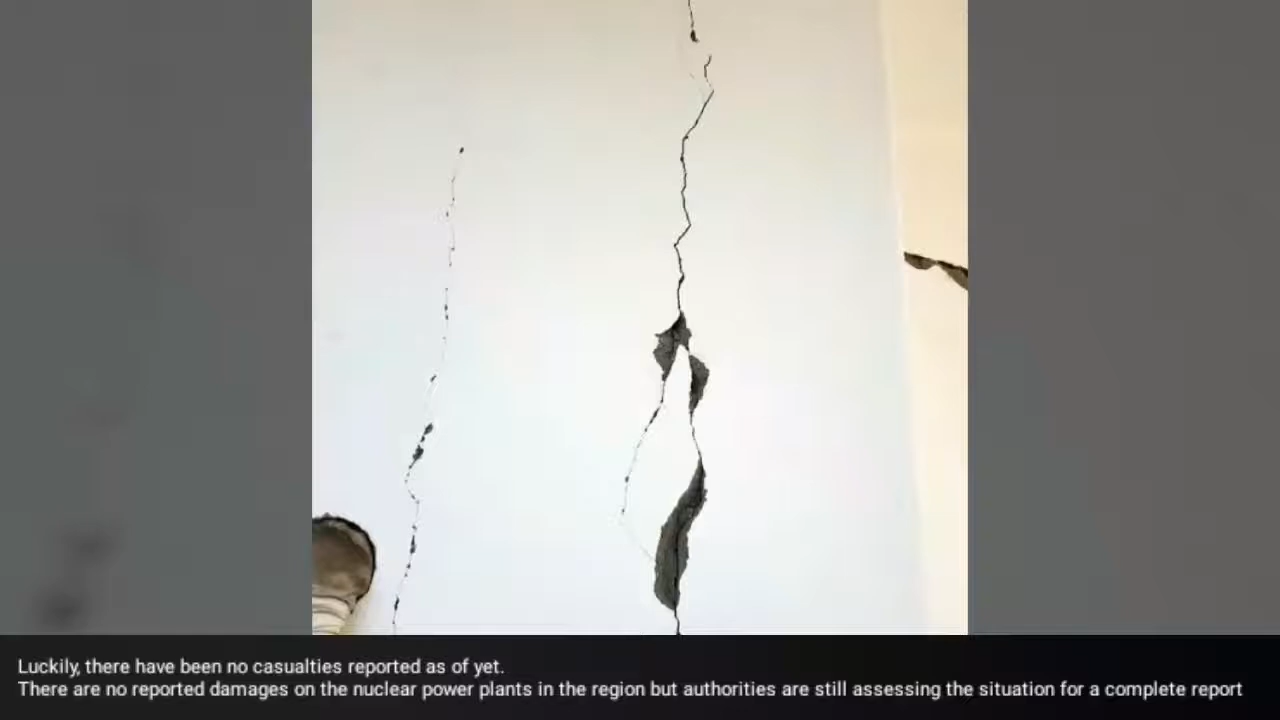 Luckily, there have been no casualties reported as of yet.
There are no reported damages on the nuclear power plants in the region but authorities are still assessing the situation for a complete report